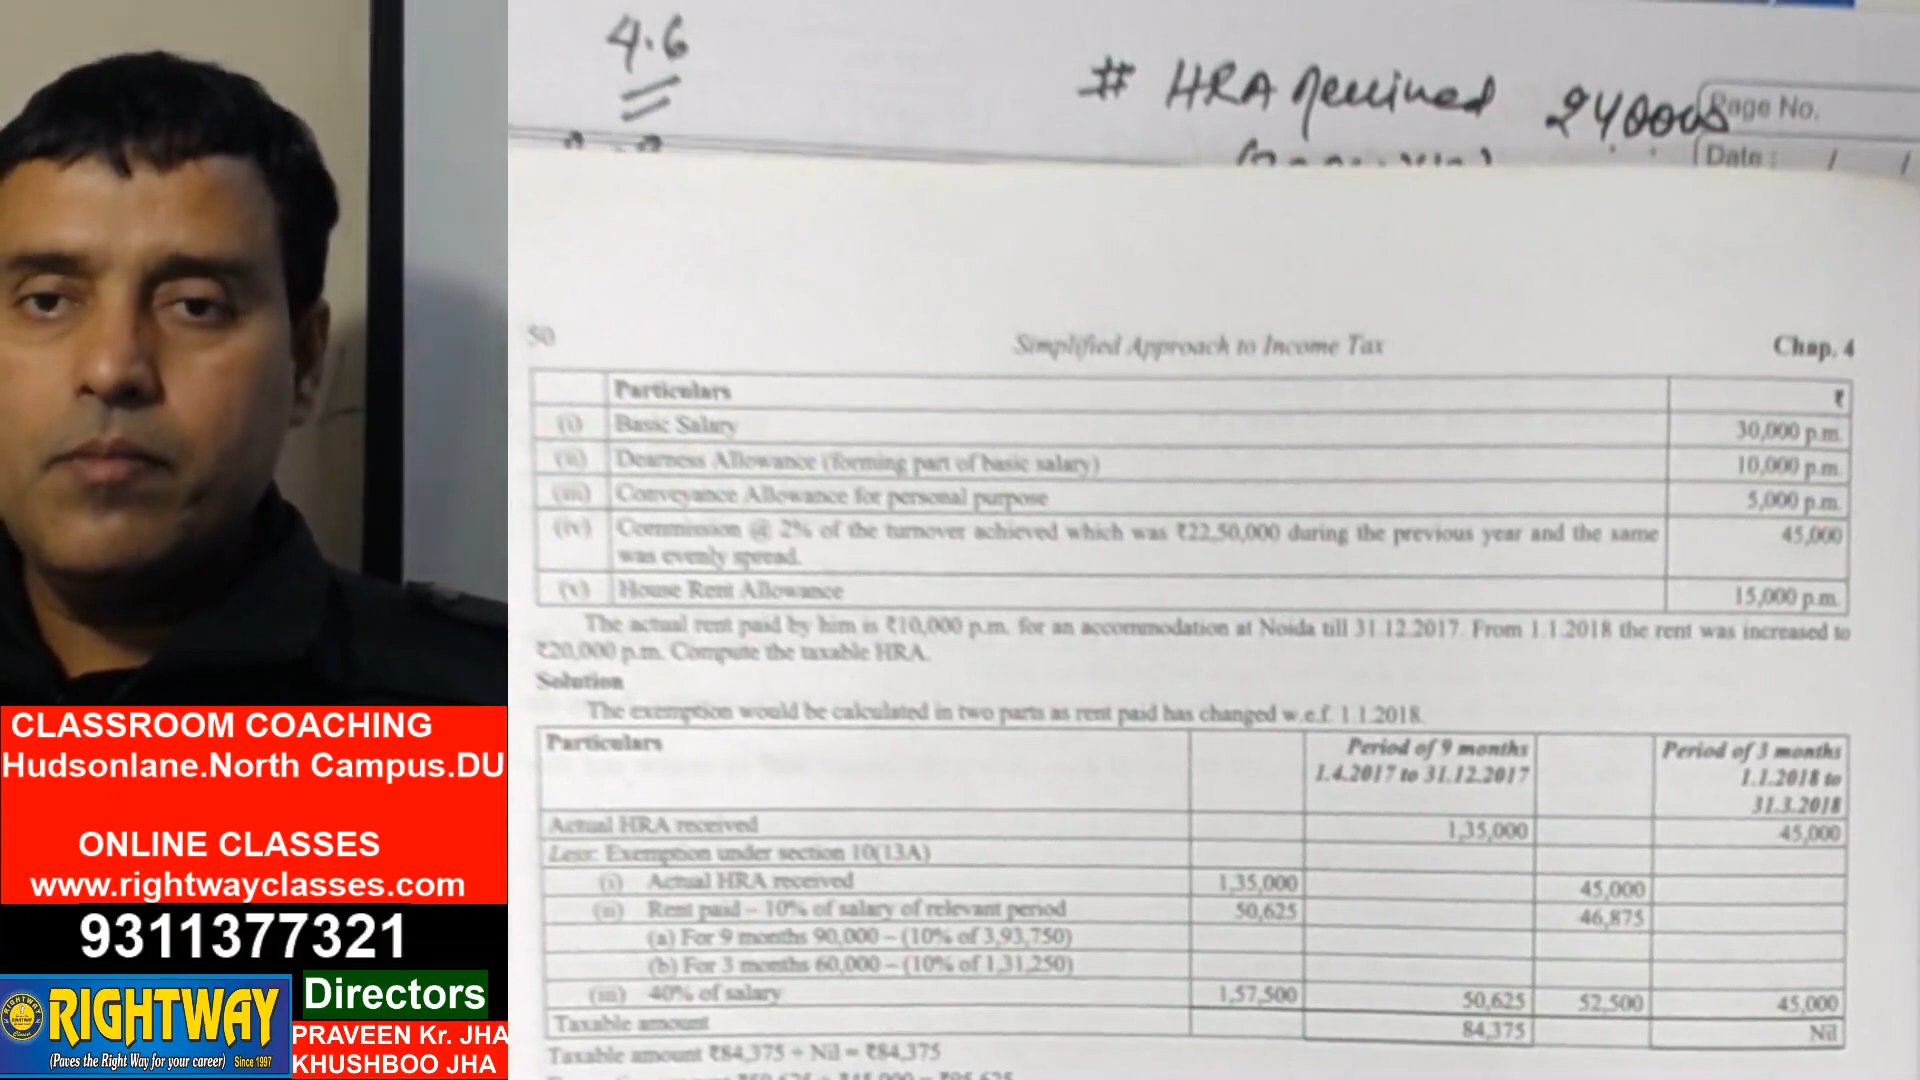 4.6
# HRA Received 240000
Page No.
Date : / /
50 Simplified Approach to Income Tax Chap. 4
Particulars ₹
(i) Basic Salary 30,000 p.m.
(ii) Dearness Allowance (forming part of basic salary) 10,000 p.m.
(iii) Conveyance Allowance for personal purpose 5,000 p.m.
(iv) Commission @ 2% of the turnover achieved which was ₹22,50,000 during the previous year and the same 45,000
was evenly spread.
(v) House Rent Allowance 15,000 p.m.
The actual rent paid by him is ₹10,000 p.m. for an accommodation at Noida till 31.12.2017. From 1.1.2018 the rent was increased to
₹20,000 p.m. Compute the taxable HRA.
Solution
The exemption would be calculated in two parts as rent paid has changed w.e.f. 1.1.2018.
Particulars Period of 9 months Period of 3 months
1.4.2017 to 31.12.2017 1.1.2018 to
31.3.2018
Actual HRA received 1,35,000 45,000
Less: Exemption under section 10(13A)
(i) Actual HRA received 1,35,000 45,000
(ii) Rent paid – 10% of salary of relevant period 50,625 46,875
(a) For 9 months 90,000 – (10% of 3,93,750)
(b) For 3 months 60,000 – (10% of 1,31,250)
(iii) 40% of salary 1,57,500 50,625 52,500 45,000
Taxable amount 84,375 Nil
Taxable amount ₹84,375 + Nil = ₹84,375
CLASSROOM COACHING
Hudsonlane.North Campus.DU
ONLINE CLASSES
www.rightwayclasses.com
9311377321
RIGHTWAY
(Paves the Right Way for your career) Since 1997
Directors
PRAVEEN Kr. JHA
KHUSHBOO JHA